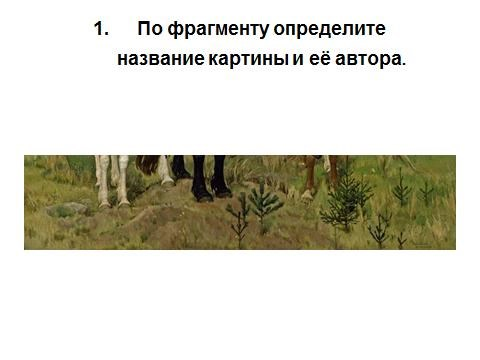 1. По фрагменту определите
название картины и её автора.